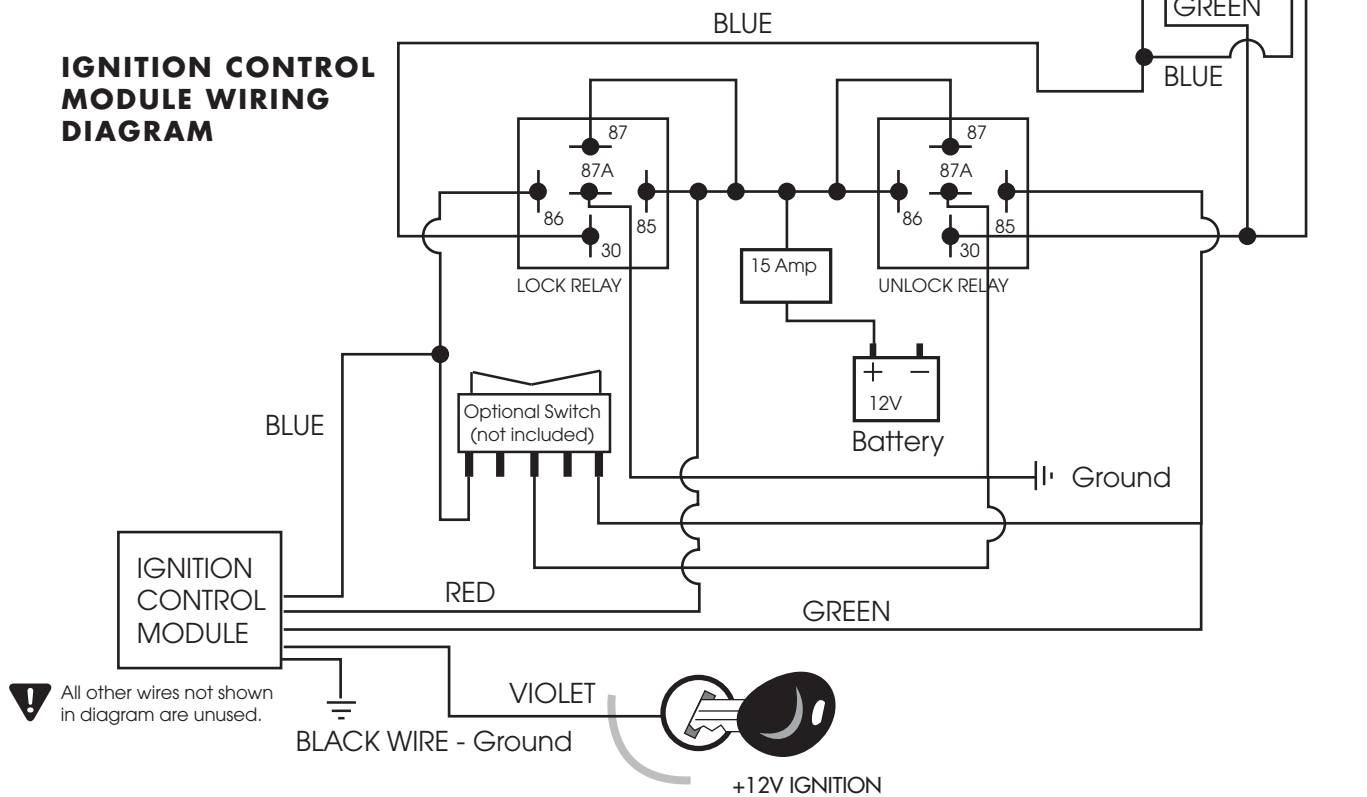 GREEN
BLUE
IGNITION CONTROL
MODULE WIRING
DIAGRAM
BLUE
87
87
87A
87A
86
85
86
85
30
30
15 Amp
LOCK RELAY
UNLOCK RELAY
+ −
12V
Battery
Optional Switch
(not included)
BLUE
Ground
IGNITION
CONTROL
MODULE
RED
GREEN
! All other wires not shown
in diagram are unused.
VIOLET
BLACK WIRE - Ground
+12V IGNITION